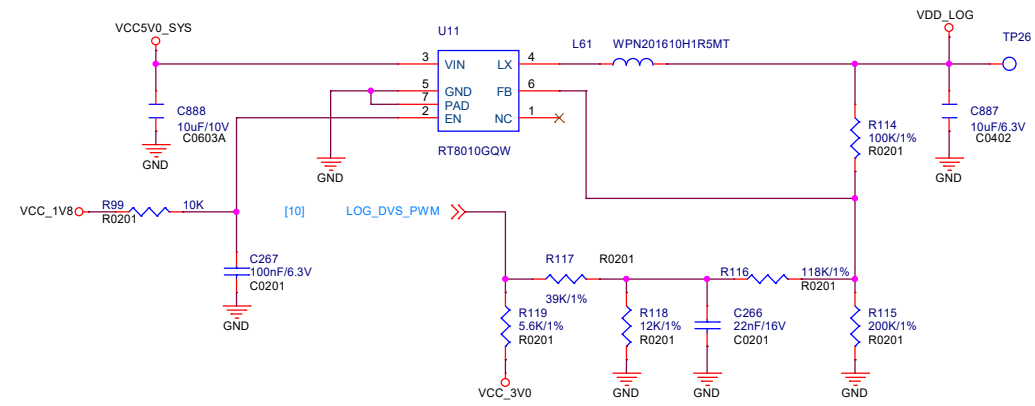 VCC5V0_SYS
U11
VDD_LOG
L61 WPN201610H1R5MT
TP26
3 VIN LX 4
5 GND FB 6
7 PAD
2 EN NC 1
RT8010GQW
C888
10uF/10V
C0603A
GND
GND
R114
100K/1%
R0201
C887
10uF/6.3V
C0402
GND
VCC_1V8
R99
R0201
10K
[10] LOG_DVS_PWM
C267
100nF/6.3V
C0201
GND
R117
R0201
39K/1%
R116
118K/1%
R0201
R119
5.6K/1%
R0201
R118
12K/1%
R0201
C266
22nF/16V
C0201
R115
200K/1%
R0201
VCC_3V0
GND
GND
GND